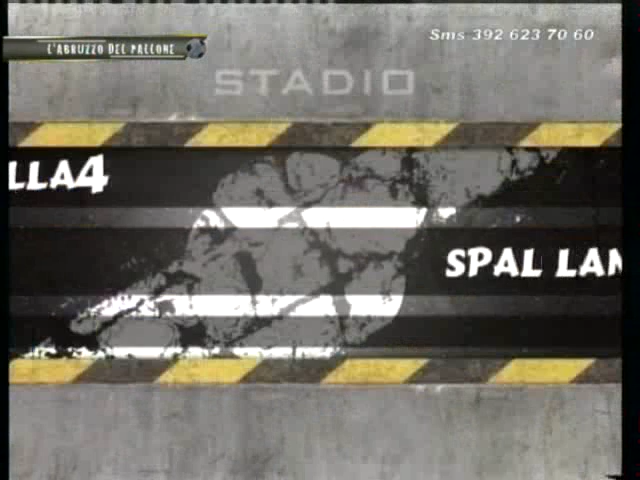 Sms 392 623 70 60
L'ABRUZZO DEL PALLONE
STADIO
LLA4
SPAL LAN